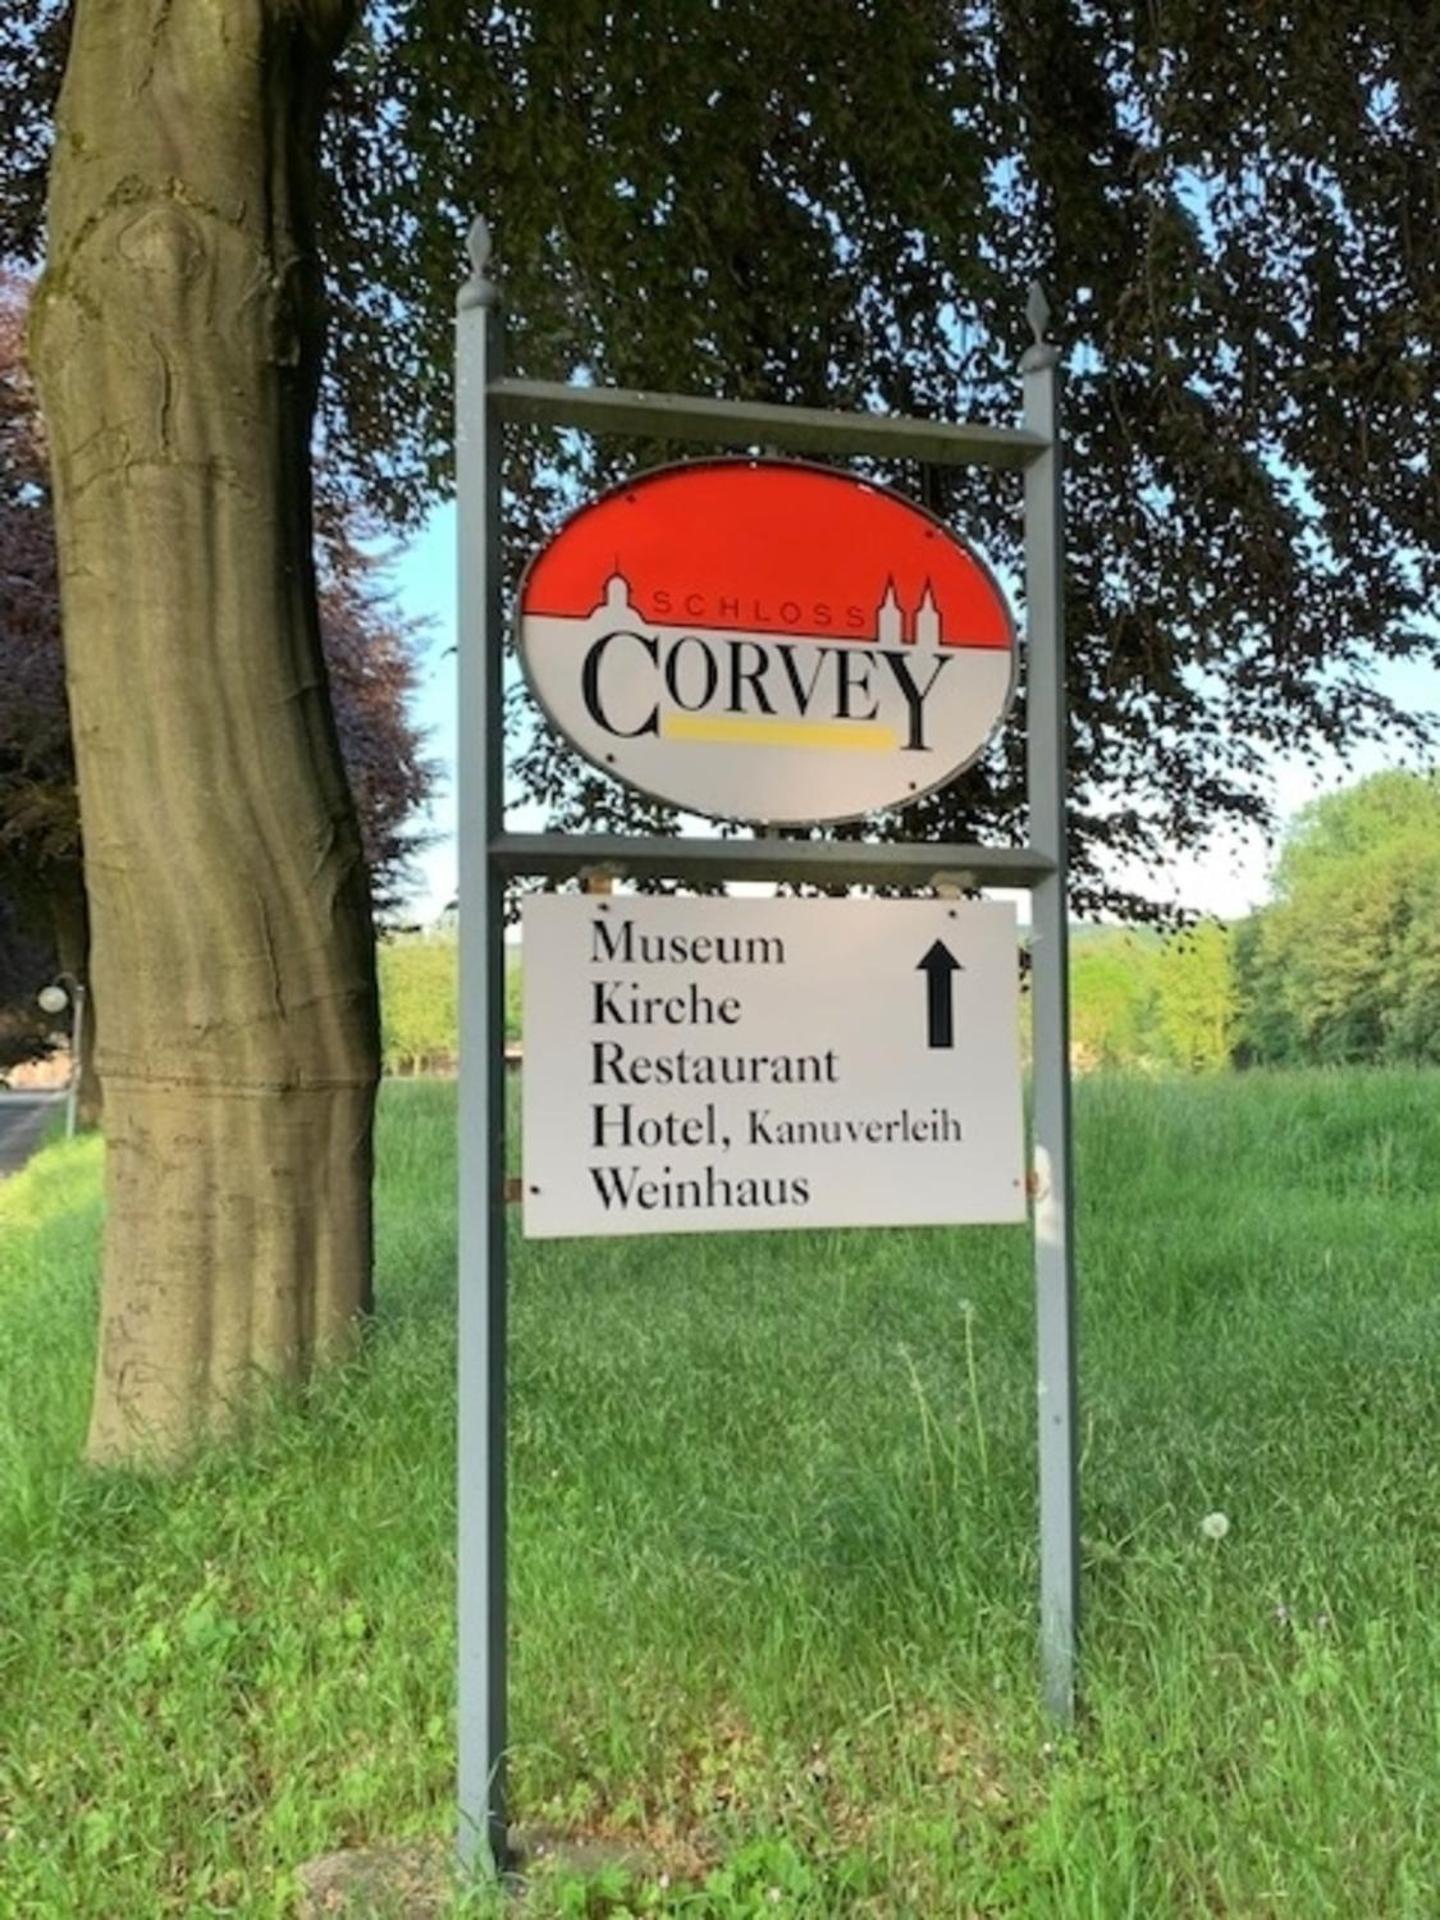 SCHLOSS
CORVEY
Museum
Kirche
Restaurant
Hotel, Kanuverleih
Weinhaus